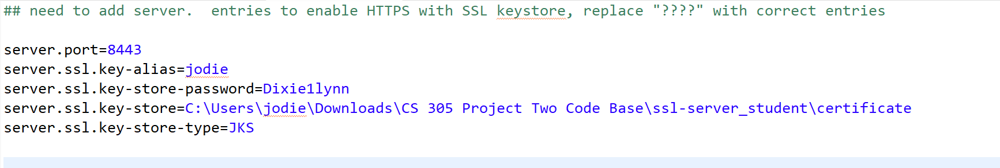 ## need to add server.  entries to enable HTTPS with SSL keystore, replace "????" with correct entries
server.port=8443
server.ssl.key-alias=jodie
server.ssl.key-store-password=Dixie1lynn
server.ssl.key-store=C:\Users\jodie\Downloads\CS 305 Project Two Code Base\ssl-server_student\certificate
server.ssl.key-store-type=JKS